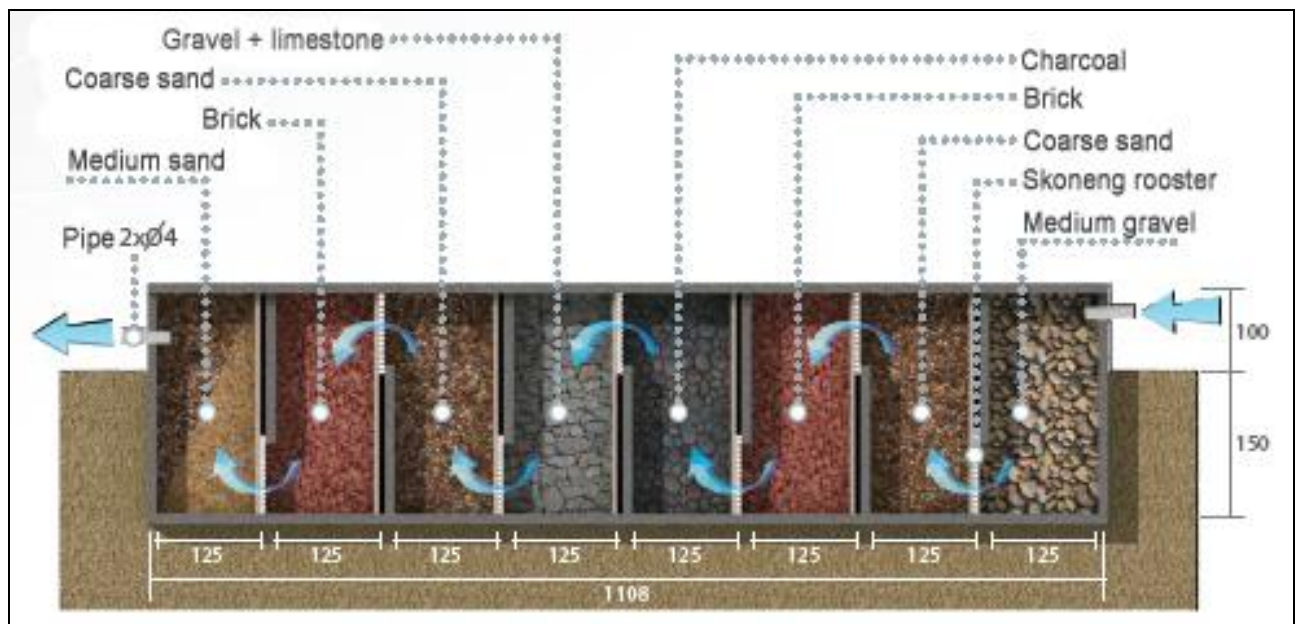 Gravel + limestone
Coarse sand
Brick
Medium sand
Pipe 2xØ4
Charcoal
Brick
Coarse sand
Skoneng rooster
Medium gravel
100
150
125 125 125 125 125 125 125 125
1108